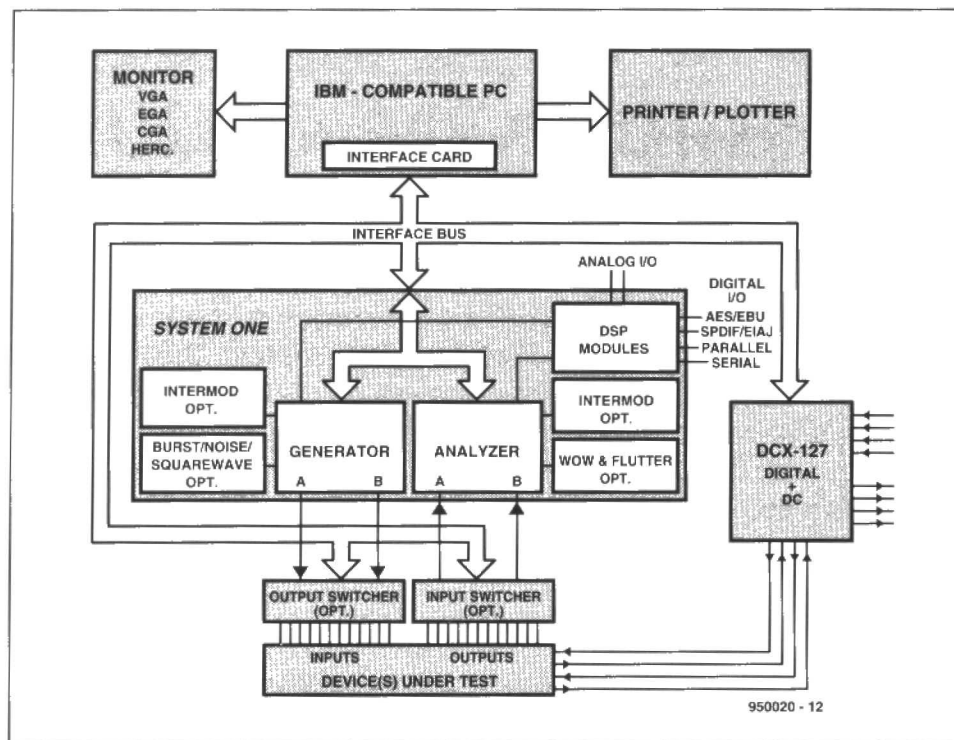 MONITOR
VGA
EGA
CGA
HERC.
IBM - COMPATIBLE PC
INTERFACE CARD
PRINTER / PLOTTER
INTERFACE BUS
ANALOG I/O
DIGITAL
I/O
AES/EBU
SPDIF/EIAJ
PARALLEL
SERIAL
SYSTEM ONE
DSP
MODULES
INTERMOD
OPT.
BURST/NOISE/
SQUAREWAVE
OPT.
GENERATOR
A B
ANALYZER
A B
INTERMOD
OPT.
WOW & FLUTTER
OPT.
DCX-127
DIGITAL
+
DC
OUTPUT SWITCHER
(OPT.)
INPUT SWITCHER
(OPT.)
INPUTS OUTPUTS
DEVICE(S) UNDER TEST
950020 - 12